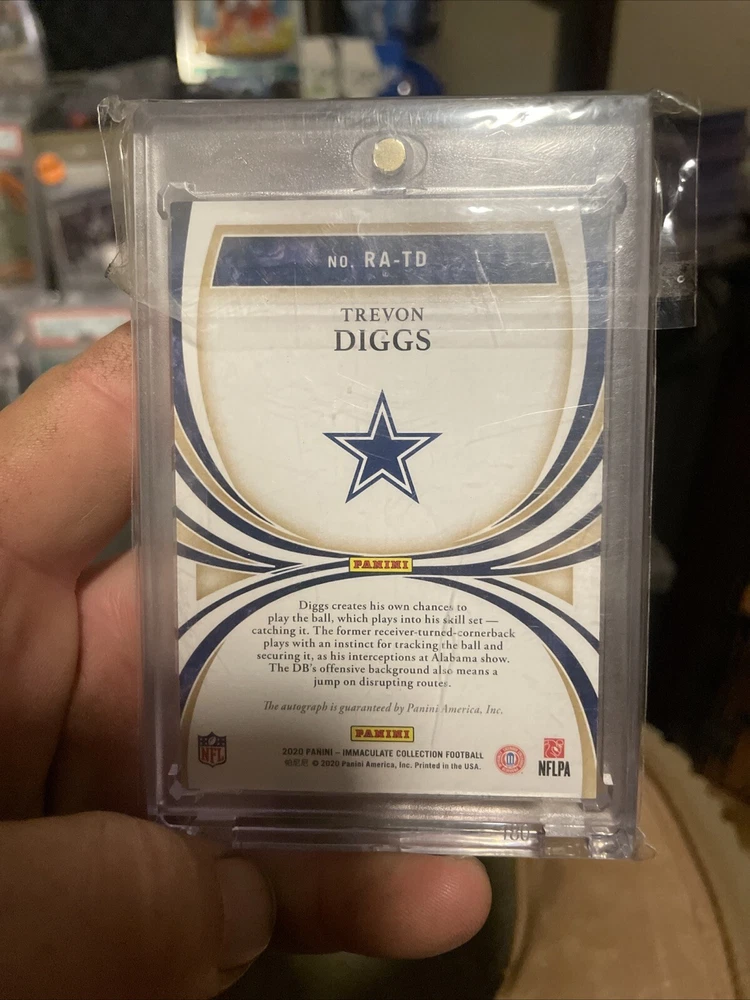 NO. RA-TD
TREVON
DIGGS
PANINI
Diggs creates his own chances to
play the ball, which plays into his skill set —
catching it. The former receiver-turned-cornerback
plays with an instinct for tracking the ball and
securing it, as his interceptions at Alabama show.
The DB's offensive background also means a
jump on disrupting routes.
The autograph is guaranteed by Panini America, Inc.
PANINI
NFL
2020 PANINI – IMMACULATE COLLECTION FOOTBALL
© 2020 Panini America, Inc. Printed in the USA.
NFLPA
180